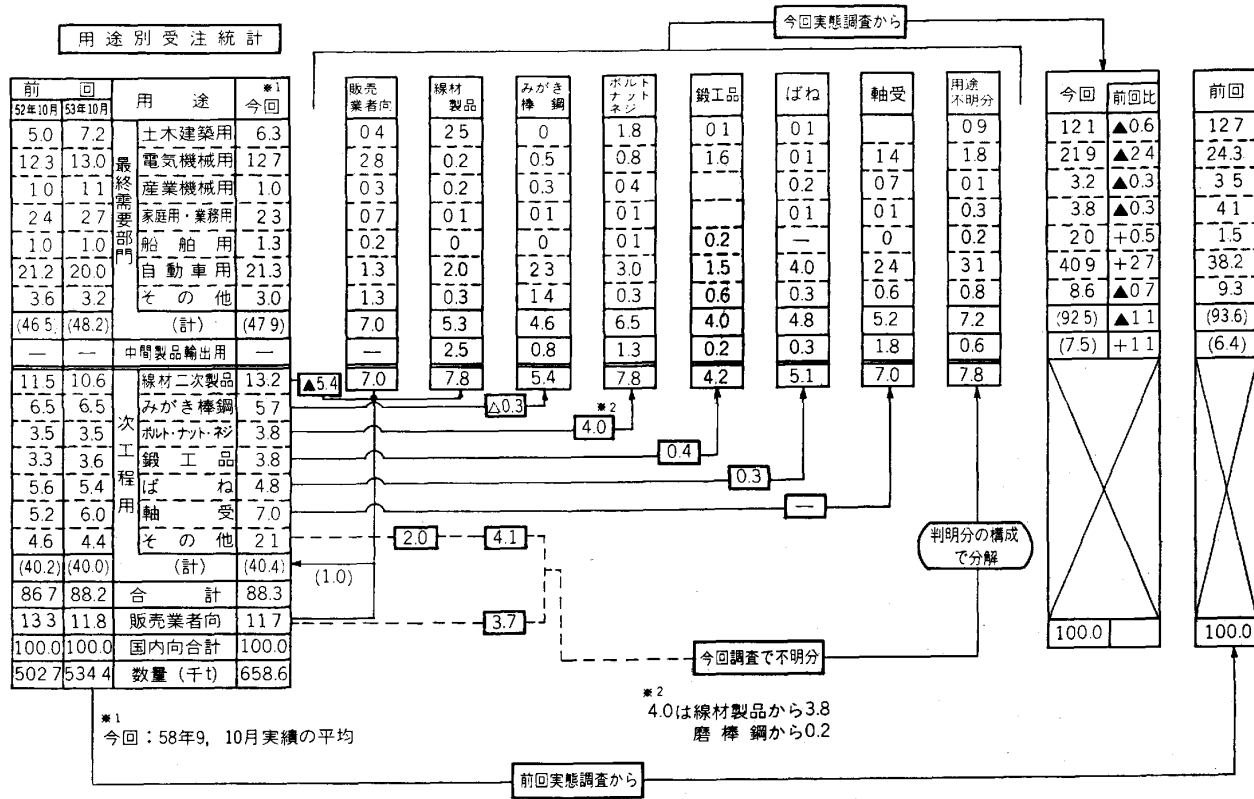 今回実態調査から
用途別受注統計
前 回 用途 ※1
52年10月 53年10月 今回
5.0 7.2 土木建築用 6.3
12 3 13.0 電気機械用 12 7
1 0 1 1 産業機械用 1.0
2 4 2 7 家庭用・業務用 2 3
1.0 1.0 船舶用 1.3
21.2 20.0 自動車用 21.3
3.6 3.2 その他 3.0
(46 5) (48.2) (計) (47 9)
— — 中間製品輸出用 —
11.5 10.6 線材二次製品 13.2
6.5 6.5 みがき棒鋼 5 7
3.5 3.5 ボルト・ナット・ネジ 3.8
3.3 3.6 鍛工品 3.8
5.6 5.4 ばね 4.8
5.2 6.0 軸受 7.0
4.6 4.4 その他 2 1
(40.2) (40.0) (計) (40.4)
86 7 88.2 合計 88.3
13 3 11.8 販売業者向 11 7
100.0 100.0 国内向合計 100.0
502 7 534 4 数量 (千t) 658.6
最終需要部門
次工程用
販売業者向 線材製品 みがき棒鋼 ボルトナットネジ 鍛工品 ばね 軸受 用途不明分
0 4 2 5 0 1.8 0 1 0 1 0 9
2 8 0.2 0.5 0.8 1.6 0 1 1 4 1.8
0 3 0.2 0.3 0 4 0.2 0 7 0 1
0 7 0 1 0 1 0 1 0 1 0 1 0.3
0.2 0 0 0 1 0.2 — 0 0.2
1.3 2.0 2 3 3.0 1.5 4.0 2 4 3 1
1.3 0.3 1 4 0.3 0.6 0.3 0.6 0.8
7.0 5.3 4.6 6.5 4.0 4.8 5.2 7.2
— 2.5 0.8 1.3 0.2 0.3 1.8 0.6
7.0 7.8 5.4 7.8 4.2 5.1 7.0 7.8
▲5.4
△0.3
※2
4.0
0.4
0.3
—
2.0 4.1
(1.0)
3.7
判明分の構成
で分解
今回調査で不明分
今回 前回比 前回
12 1 ▲0.6 12 7
21 9 ▲2 4 24.3
3.2 ▲0.3 3 5
3.8 ▲0.3 4 1
2 0 +0.5 1.5
40 9 +2 7 38.2
8.6 ▲0 7 9.3
(92 5) ▲1 1 (93.6)
(7.5) +1 1 (6.4)
100.0 100.0
※1
今回：58年9, 10月実績の平均
※2
4.0は線材製品から3.8
磨棒鋼から0.2
前回実態調査から